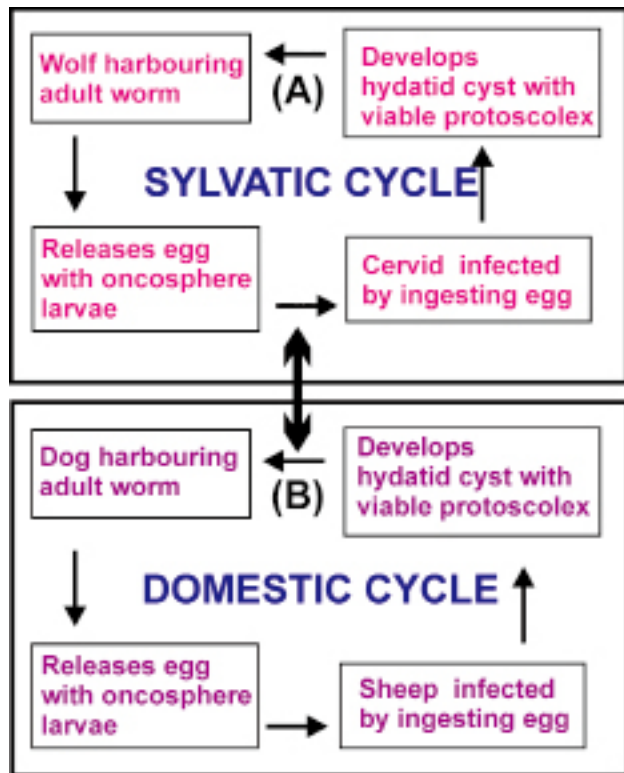 Wolf harbouring
adult worm
(A)
Develops
hydatid cyst with
viable protoscolex
SYLVATIC CYCLE
Releases egg
with oncosphere
larvae
Cervid infected
by ingesting egg
Dog harbouring
adult worm
(B)
Develops
hydatid cyst with
viable protoscolex
DOMESTIC CYCLE
Releases egg
with oncosphere
larvae
Sheep infected
by ingesting egg